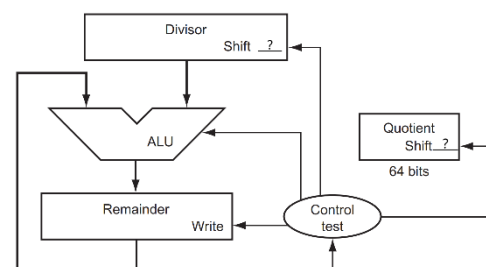 Divisor
Shift ?
ALU
Quotient
Shift ?
64 bits
Remainder
Write
Control
test